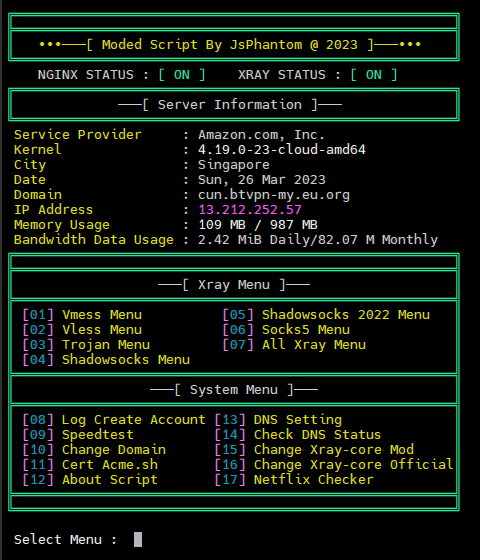 •••───[ Moded Script By JsPhantom @ 2023 ]───•••
NGINX STATUS : [ ON ]    XRAY STATUS : [ ON ]
───[ Server Information ]───
Service Provider     : Amazon.com, Inc.
Kernel               : 4.19.0-23-cloud-amd64
City                 : Singapore
Date                 : Sun, 26 Mar 2023
Domain               : cun.btvpn-my.eu.org
IP Address           : 13.212.252.57
Memory Usage         : 109 MB / 987 MB
Bandwidth Data Usage : 2.42 MiB Daily/82.07 M Monthly
───[ Xray Menu ]───
[01] Vmess Menu          [05] Shadowsocks 2022 Menu
[02] Vless Menu          [06] Socks5 Menu
[03] Trojan Menu         [07] All Xray Menu
[04] Shadowsocks Menu
───[ System Menu ]───
[08] Log Create Account [13] DNS Setting
[09] Speedtest          [14] Check DNS Status
[10] Change Domain      [15] Change Xray-core Mod
[11] Cert Acme.sh       [16] Change Xray-core Official
[12] About Script       [17] Netflix Checker
Select Menu :